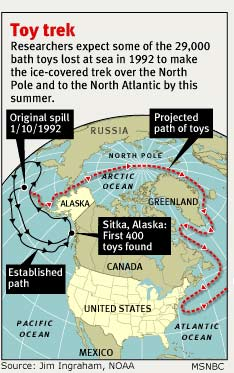 Toy trek
Researchers expect some of the 29,000
bath toys lost at sea in 1992 to make
the ice-covered trek over the North
Pole and to the North Atlantic by this
summer.
Original spill
1/10/1992
Projected
path of toys
RUSSIA
NORTH POLE
ARCTIC
OCEAN
ALASKA
GREENLAND
Sitka, Alaska:
First 400
toys found
Established
path
CANADA
UNITED STATES
PACIFIC
OCEAN
ATLANTIC
OCEAN
MEXICO
Source: Jim Ingraham, NOAA
MSNBC